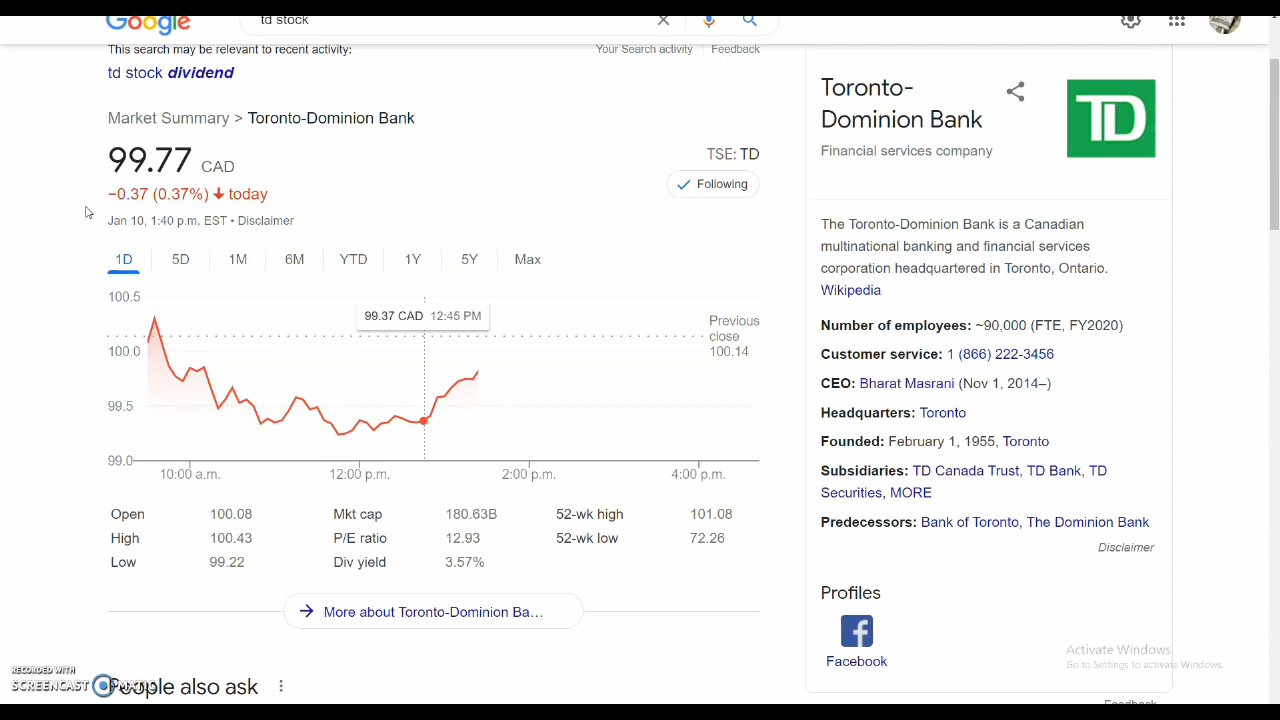 Google
td stock
This search may be relevant to recent activity:
Your Search activity
Feedback
td stock dividend
Market Summary > Toronto-Dominion Bank
99.77 CAD
TSE: TD
−0.37 (0.37%) today
Following
Jan 10, 1:40 p.m. EST • Disclaimer
1D 5D 1M 6M YTD 1Y 5Y Max
100.5
100.0
99.5
99.0
99.37 CAD 12:45 PM
Previous
close
100.14
10:00 a.m. 12:00 p.m. 2:00 p.m. 4:00 p.m.
Open 100.08 Mkt cap 180.63B 52-wk high 101.08
High 100.43 P/E ratio 12.93 52-wk low 72.26
Low 99.22 Div yield 3.57%
More about Toronto-Dominion Ba…
People also ask
Toronto-
Dominion Bank
Financial services company
TD
The Toronto-Dominion Bank is a Canadian
multinational banking and financial services
corporation headquartered in Toronto, Ontario.
Wikipedia
Number of employees: ~90,000 (FTE, FY2020)
Customer service: 1 (866) 222-3456
CEO: Bharat Masrani (Nov 1, 2014–)
Headquarters: Toronto
Founded: February 1, 1955, Toronto
Subsidiaries: TD Canada Trust, TD Bank, TD
Securities, MORE
Predecessors: Bank of Toronto, The Dominion Bank
Disclaimer
Profiles
Facebook
Activate Windows
Go to Settings to activate Windows.
Feedback
RECORDED WITH
SCREENCAST MATIC